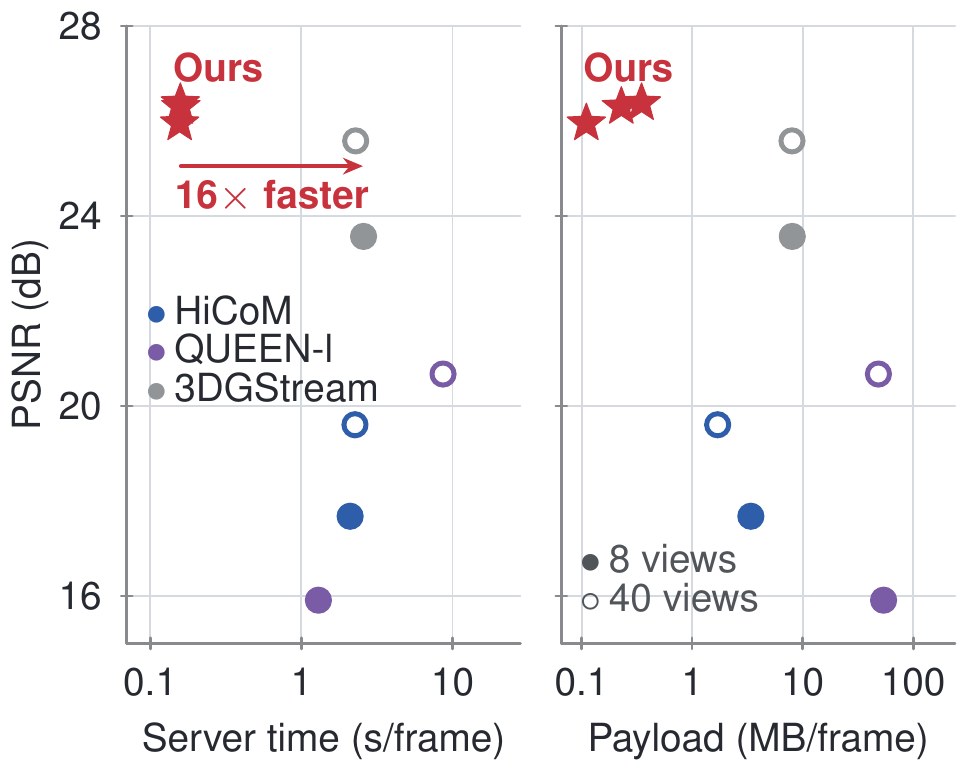 28
24
20
16
PSNR (dB)
Ours
16× faster
HiCoM
QUEEN-I
3DGStream
0.1 1 10
Server time (s/frame)
Ours
8 views
40 views
0.1 1 10 100
Payload (MB/frame)